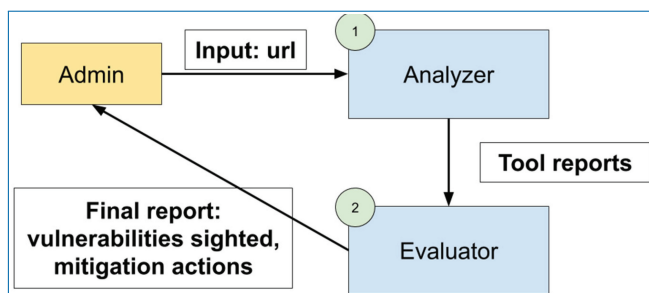 1
Input: url
Admin
Analyzer
Tool reports
Final report:
vulnerabilities sighted,
mitigation actions
2
Evaluator